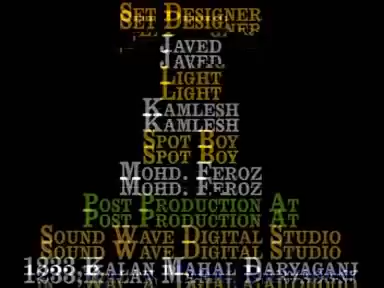 SET DESIGNER
JAVED
JAVED
LIGHT
LIGHT
KAMLESH
KAMLESH
SPOT BOY
SPOT BOY
MOHD. FEROZ
MOHD. FEROZ
POST PRODUCTION AT
POST PRODUCTION AT
SOUND WAVE DIGITAL STUDIO
SOUND WAVE DIGITAL STUDIO
1833, KALAN MAHAL DARYAGANJ